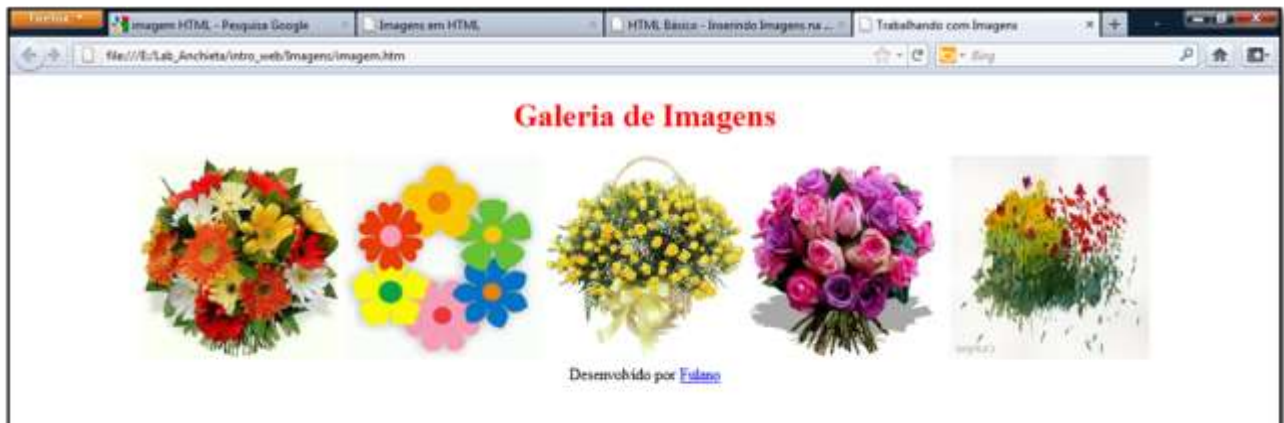 Firefox
imagem HTML - Pesquisa Google
Imagens em HTML
HTML Básico - Inserindo Imagens na ...
Trabalhando com Imagens
file:///E:/Lab_Anchieta/intro_web/Imagens/imagem.htm
Bing
Galeria de Imagens
Desenvolvido por Fulano